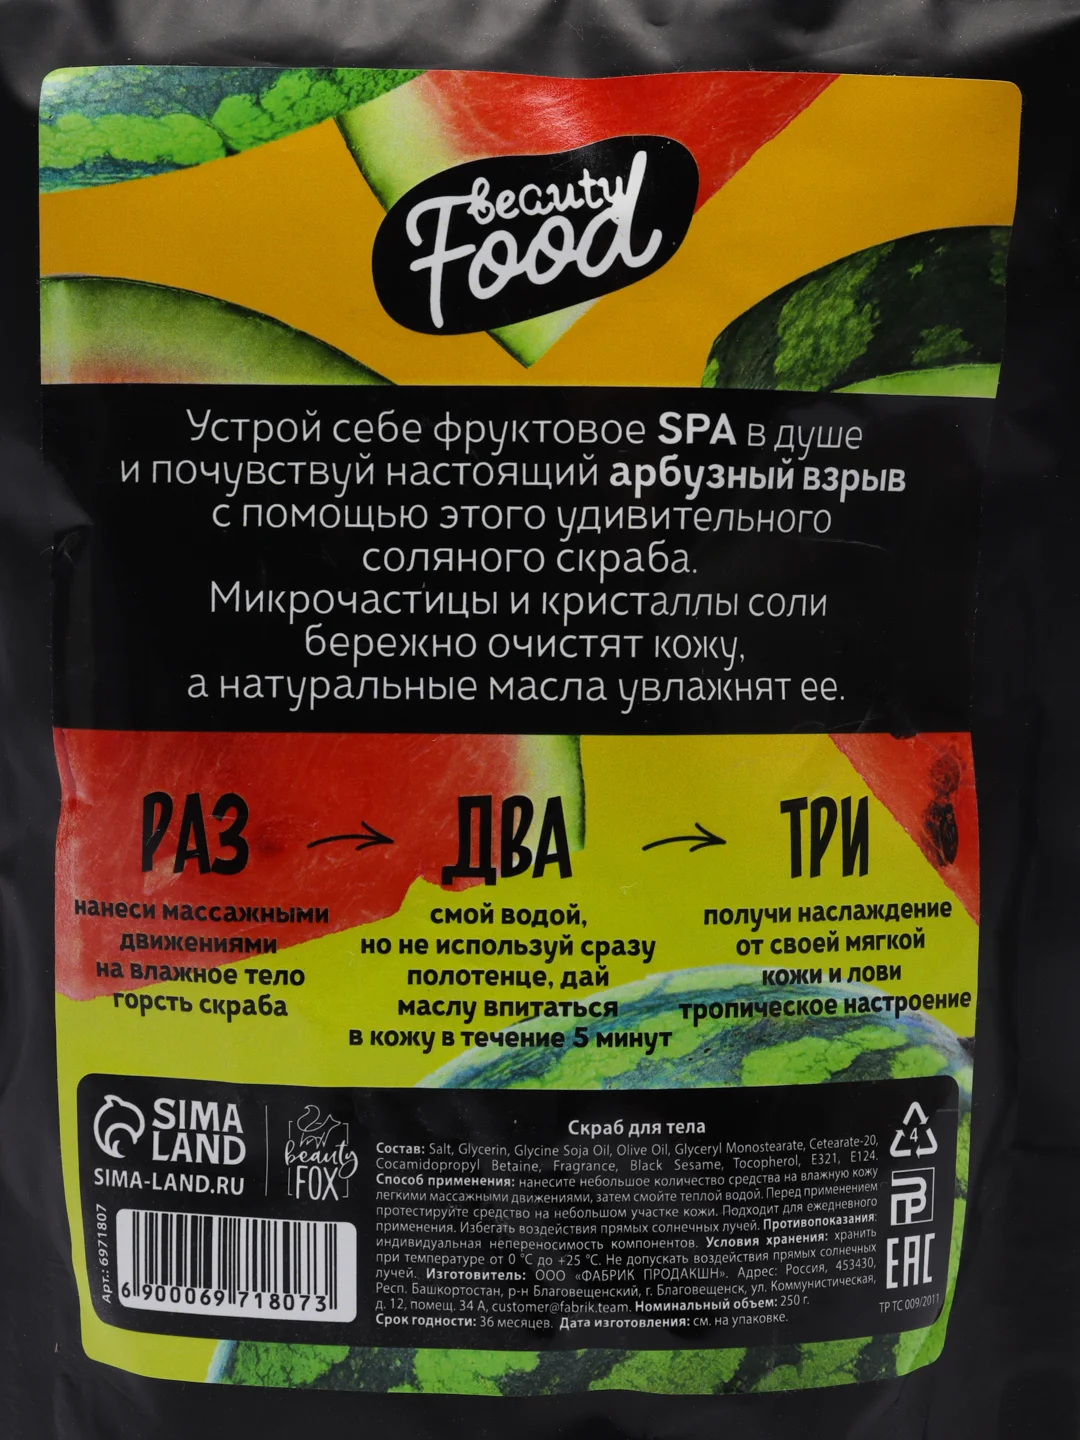 beauty
Food
Устрой себе фруктовое SPA в душе
и почувствуй настоящий арбузный взрыв
с помощью этого удивительного
соляного скраба.
Микрочастицы и кристаллы соли
бережно очистят кожу,
а натуральные масла увлажнят ее.
РАЗ
нанеси массажными
движениями
на влажное тело
горсть скраба
ДВА
смой водой,
но не используй сразу
полотенце, дай
маслу впитаться
в кожу в течение 5 минут
ТРИ
получи наслаждение
от своей мягкой
кожи и лови
тропическое настроение
SIMA
LAND
SIMA-LAND.RU
beauty
FOX
Арт.: 6971807
6 900069 718073
Скраб для тела
Состав: Salt, Glycerin, Glycine Soja Oil, Olive Oil, Glyceryl Monostearate, Cetearate-20,
Cocamidopropyl Betaine, Fragrance, Black Sesame, Tocopherol, E321, E124.
Способ применения: нанесите небольшое количество средства на влажную кожу
легкими массажными движениями, затем смойте теплой водой. Перед применением
протестируйте средство на небольшом участке кожи. Подходит для ежедневного
применения. Избегать воздействия прямых солнечных лучей. Противопоказания:
индивидуальная непереносимость компонентов. Условия хранения: хранить
при температуре от 0 °C до +25 °C. Не допускать воздействия прямых солнечных
лучей. Изготовитель: ООО «ФАБРИК ПРОДАКШН». Адрес: Россия, 453430,
Респ. Башкортостан, р-н Благовещенский, г. Благовещенск, ул. Коммунистическая,
д. 12, помещ. 34 А, customer@fabrik.team. Номинальный объем: 250 г.
Срок годности: 36 месяцев. Дата изготовления: см. на упаковке.
4
EAC
ТР ТС 009/2011